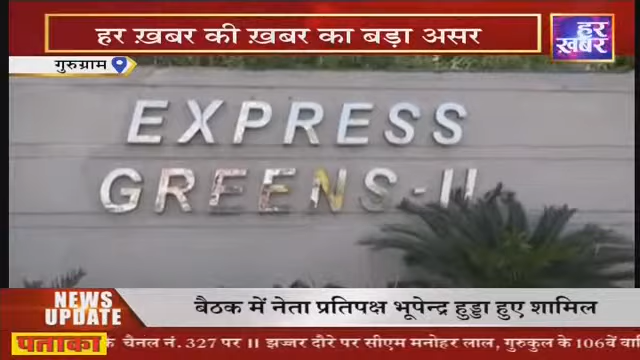 हर ख़बर की ख़बर का बड़ा असर
हर
ख़बर
गुरुग्राम
EXPRESS
GREENS-II
NEWS
UPDATE
बैठक में नेता प्रतिपक्ष भूपेन्द्र हुड्डा हुए शामिल
पताका
चैनल नं. 327 पर II झज्जर दौरे पर सीएम मनोहर लाल, गुरुकुल के 106वें